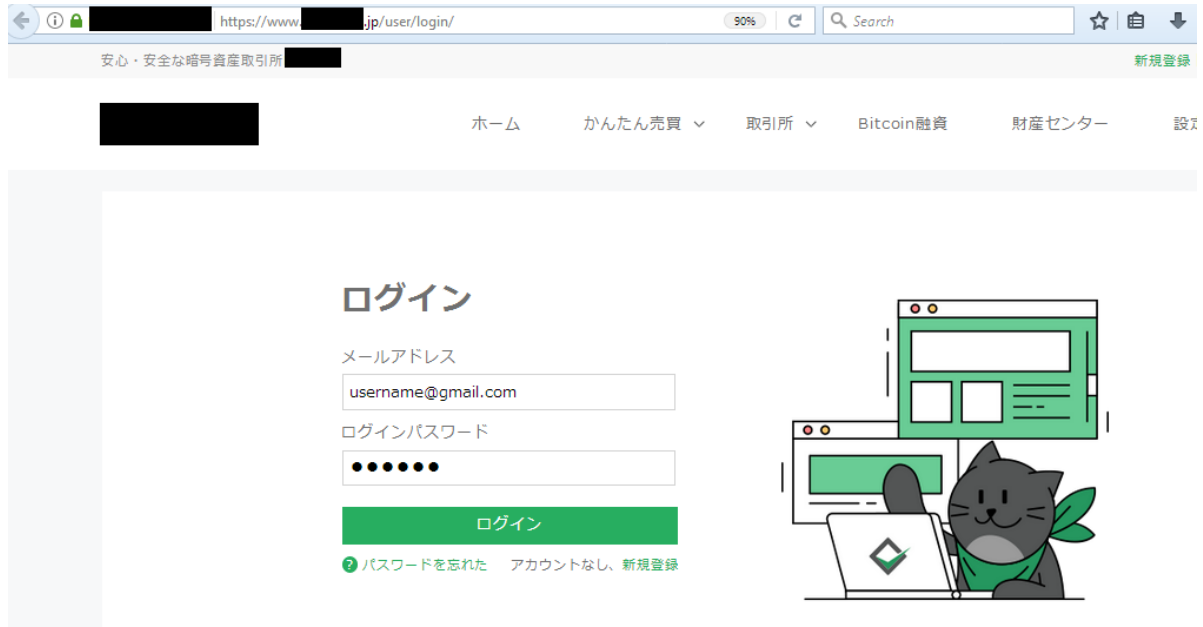 https://www. .jp/user/login/ 90% Search
安心・安全な暗号資産取引所 新規登録
ホーム かんたん売買 取引所 Bitcoin融資 財産センター 設定
ログイン
メールアドレス
username@gmail.com
ログインパスワード
●●●●●●
ログイン
? パスワードを忘れた アカウントなし、新規登録